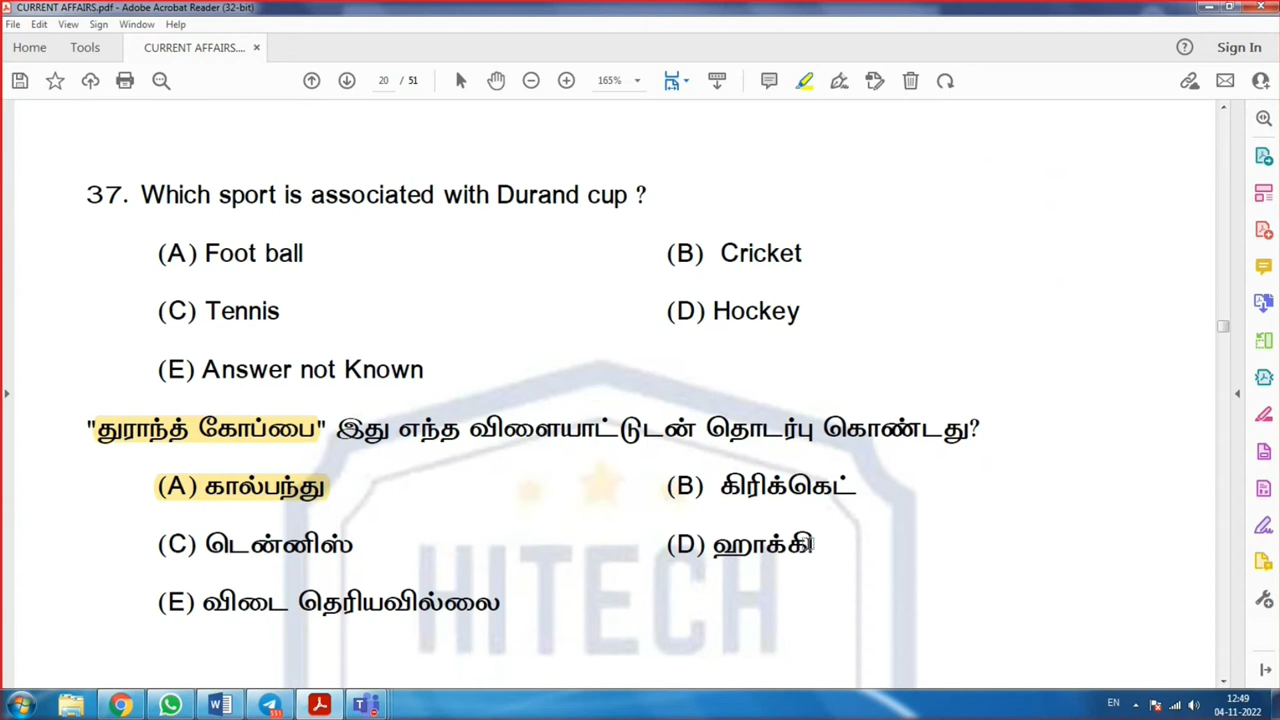 CURRENT AFFAIRS.pdf - Adobe Acrobat Reader (32-bit)
File Edit View Sign Window Help
Home Tools CURRENT AFFAIRS.... × Sign In
20 / 51 165%
37. Which sport is associated with Durand cup ?
(A) Foot ball (B) Cricket
(C) Tennis (D) Hockey
(E) Answer not Known
"துராந்த் கோப்பை" இது எந்த விளையாட்டுடன் தொடர்பு கொண்டது?
(A) கால்பந்து (B) கிரிக்கெட்
(C) டென்னிஸ் (D) ஹாக்கி
(E) விடை தெரியவில்லை
HITECH
EN 12:49
04-11-2022